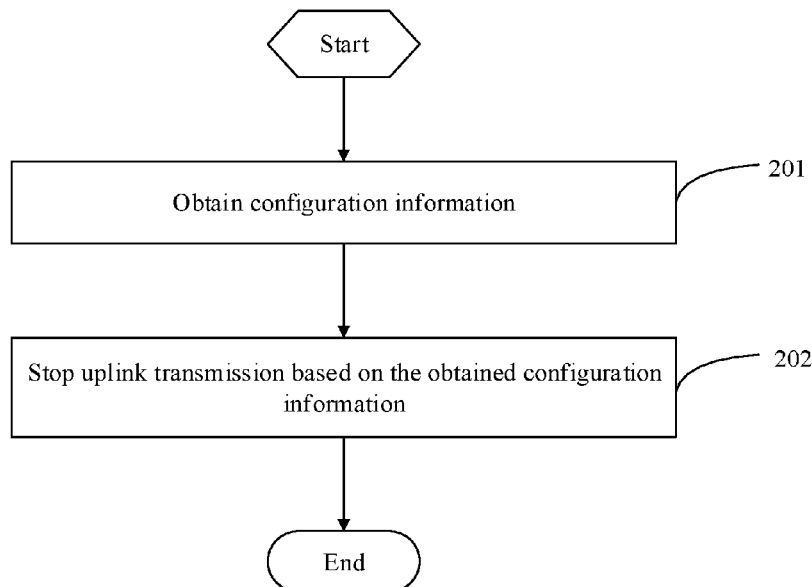 Start
201
Obtain configuration information
202
Stop uplink transmission based on the obtained configuration
information
End